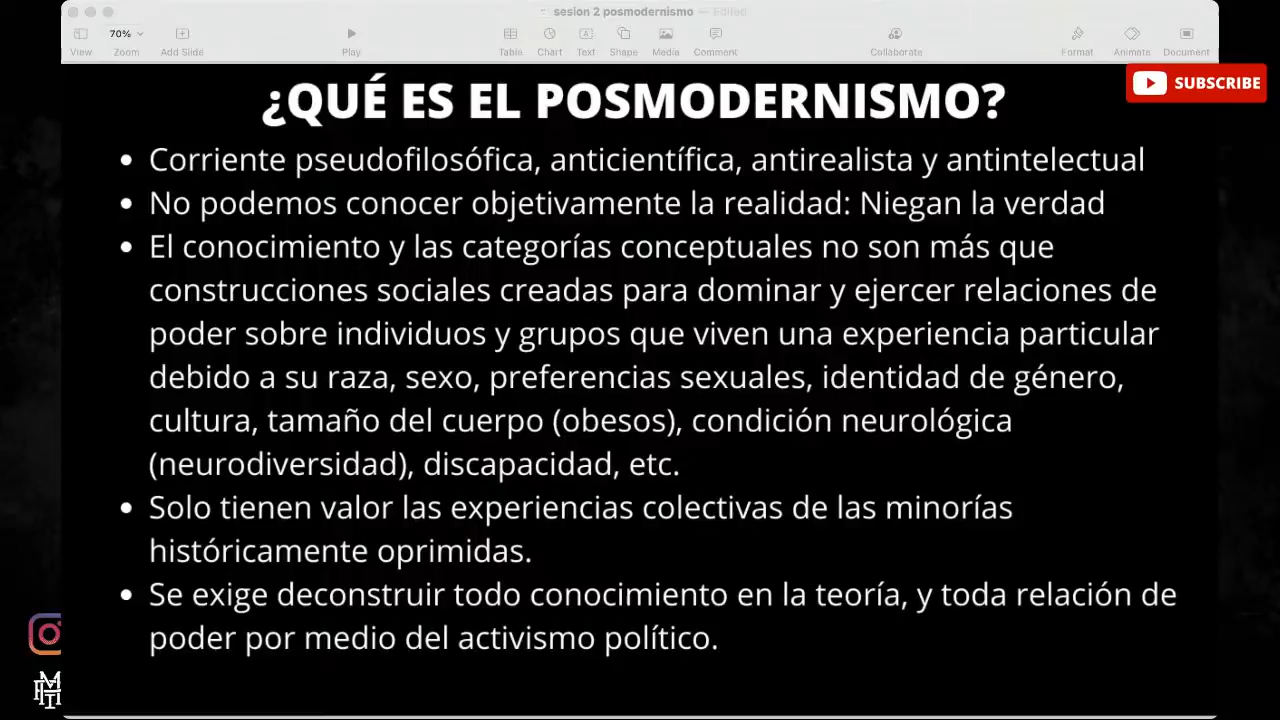 sesion 2 posmodernismo — Edited
70%
View Zoom Add Slide Play Table Chart Text Shape Media Comment Collaborate Format Animate Document
SUBSCRIBE
¿QUÉ ES EL POSMODERNISMO?
• Corriente pseudofilosófica, anticientífica, antirealista y antintelectual
• No podemos conocer objetivamente la realidad: Niegan la verdad
• El conocimiento y las categorías conceptuales no son más que
construcciones sociales creadas para dominar y ejercer relaciones de
poder sobre individuos y grupos que viven una experiencia particular
debido a su raza, sexo, preferencias sexuales, identidad de género,
cultura, tamaño del cuerpo (obesos), condición neurológica
(neurodiversidad), discapacidad, etc.
• Solo tienen valor las experiencias colectivas de las minorías
históricamente oprimidas.
• Se exige deconstruir todo conocimiento en la teoría, y toda relación de
poder por medio del activismo político.